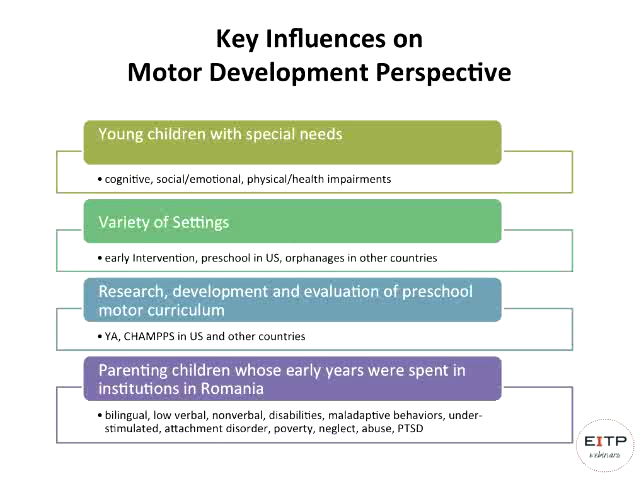 Key Influences on
Motor Development Perspective
Young children with special needs
• cognitive, social/emotional, physical/health impairments
Variety of Settings
• early Intervention, preschool in US, orphanages in other countries
Research, development and evaluation of preschool
motor curriculum
• YA, CHAMPPS in US and other countries
Parenting children whose early years were spent in
institutions in Romania
• bilingual, low verbal, nonverbal, disabilities, maladaptive behaviors, under-
stimulated, attachment disorder, poverty, neglect, abuse, PTSD
EITP
webinars